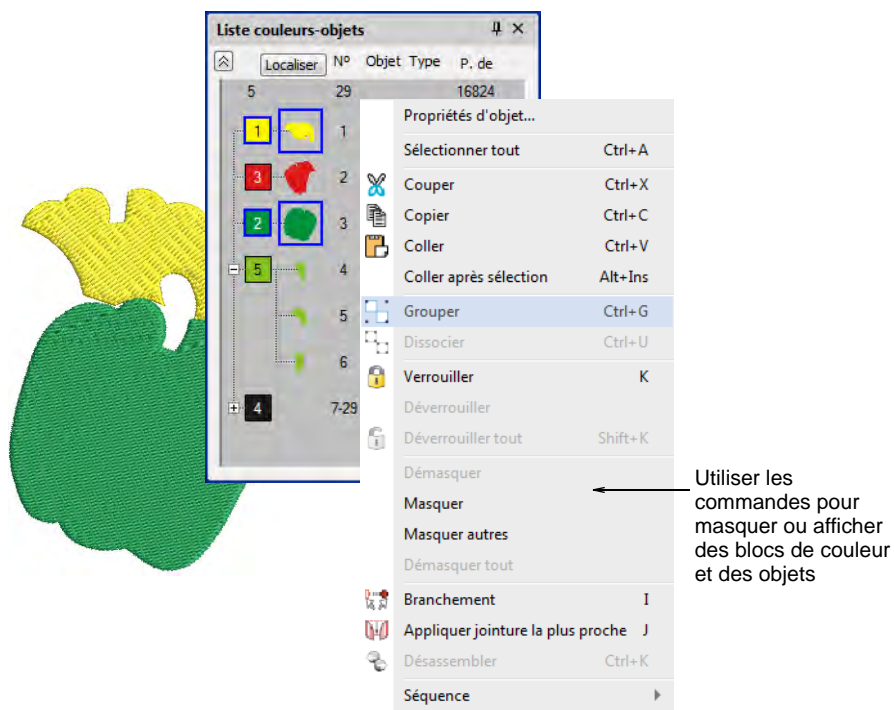 Liste couleurs-objets
Localiser Nº Objet Type P. de
5 29 16824
1 1
3 2
2 3
5 4
5
6
4 7-29
Propriétés d'objet...
Sélectionner tout Ctrl+A
Couper Ctrl+X
Copier Ctrl+C
Coller Ctrl+V
Coller après sélection Alt+Ins
Grouper Ctrl+G
Dissocier Ctrl+U
Verrouiller K
Déverrouiller
Déverrouiller tout Shift+K
Démasquer
Masquer
Masquer autres
Démasquer tout
Branchement I
Appliquer jointure la plus proche J
Désassembler Ctrl+K
Séquence
Utiliser les
commandes pour
masquer ou afficher
des blocs de couleur
et des objets